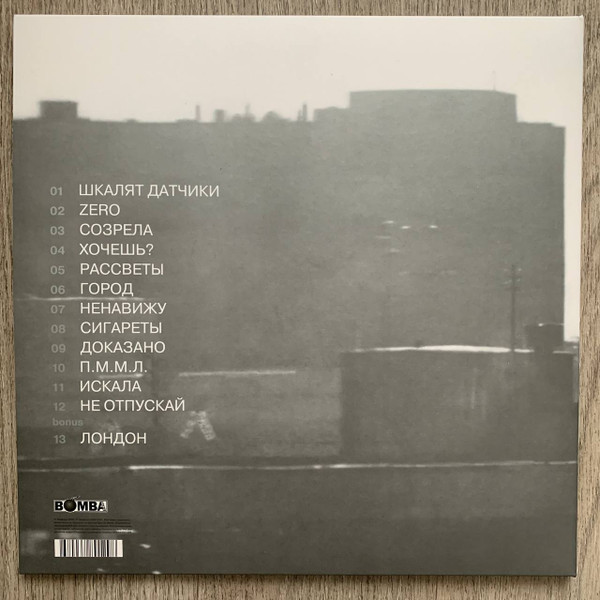 01 ШКАЛЯТ ДАТЧИКИ
02 ZERO
03 СОЗРЕЛА
04 ХОЧЕШЬ?
05 РАССВЕТЫ
06 ГОРОД
07 НЕНАВИЖУ
08 СИГАРЕТЫ
09 ДОКАЗАНО
10 П.М.М.Л.
11 ИСКАЛА
12 НЕ ОТПУСКАЙ
bonus
13 ЛОНДОН
BOMBA